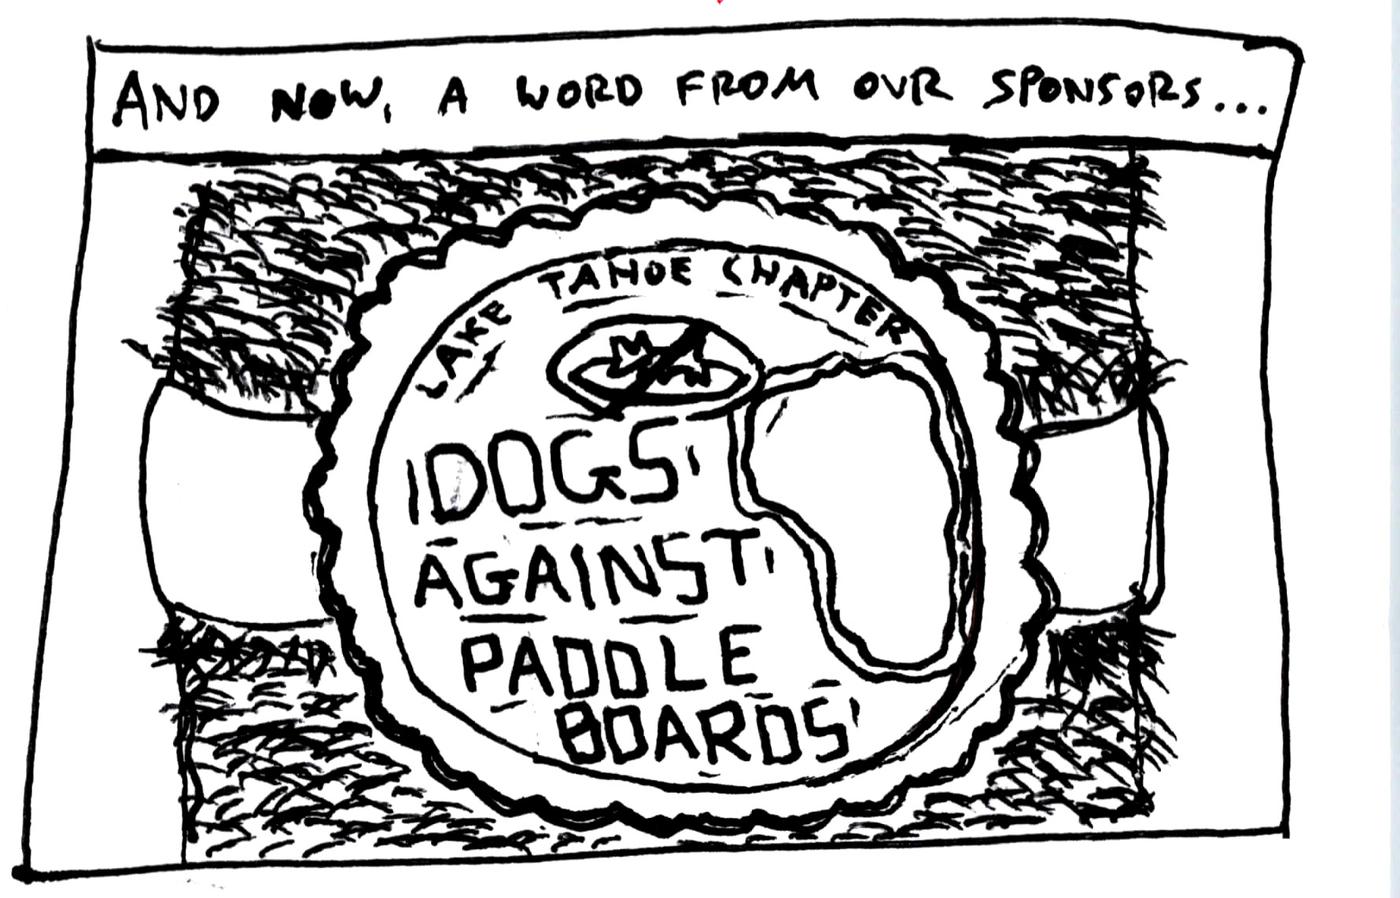 AND NOW, A WORD FROM OUR SPONSORS...
LAKE TAHOE CHAPTER
'DOGS'
AGAINST'
PADDLE
BOARDS'